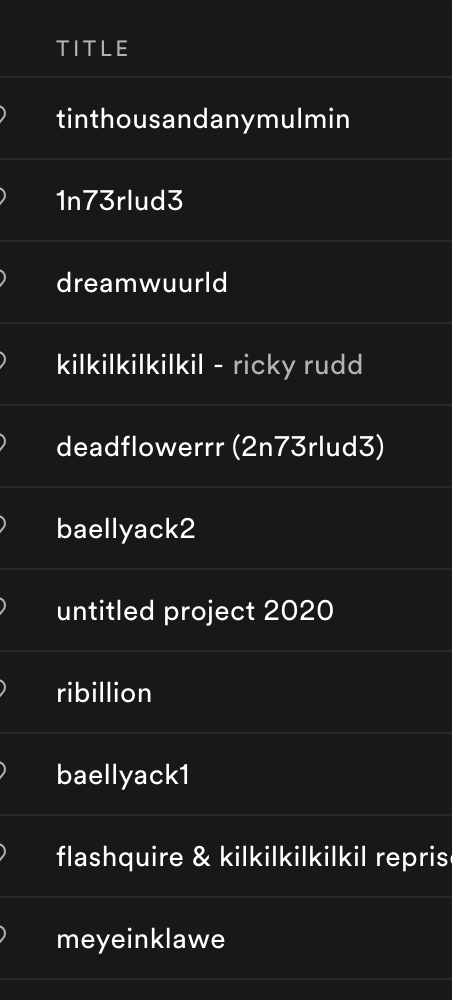 TITLE
tinthousandanymulmin
1n73rlud3
dreamwuurld
kilkilkilkilkil - ricky rudd
deadflowerrr (2n73rlud3)
baellyack2
untitled project 2020
ribillion
baellyack1
flashquire & kilkilkilkilkil repris
meyeinklawe